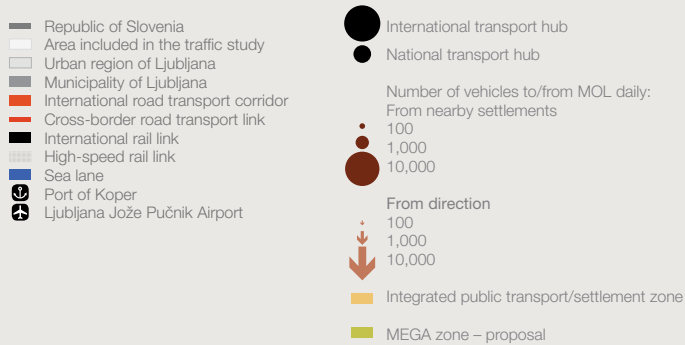 Republic of Slovenia
Area included in the traffic study
Urban region of Ljubljana
Municipality of Ljubljana
International road transport corridor
Cross-border road transport link
International rail link
High-speed rail link
Sea lane
Port of Koper
Ljubljana Jože Pučnik Airport
International transport hub
National transport hub
Number of vehicles to/from MOL daily:
From nearby settlements
100
1,000
10,000
From direction
100
1,000
10,000
Integrated public transport/settlement zone
MEGA zone – proposal